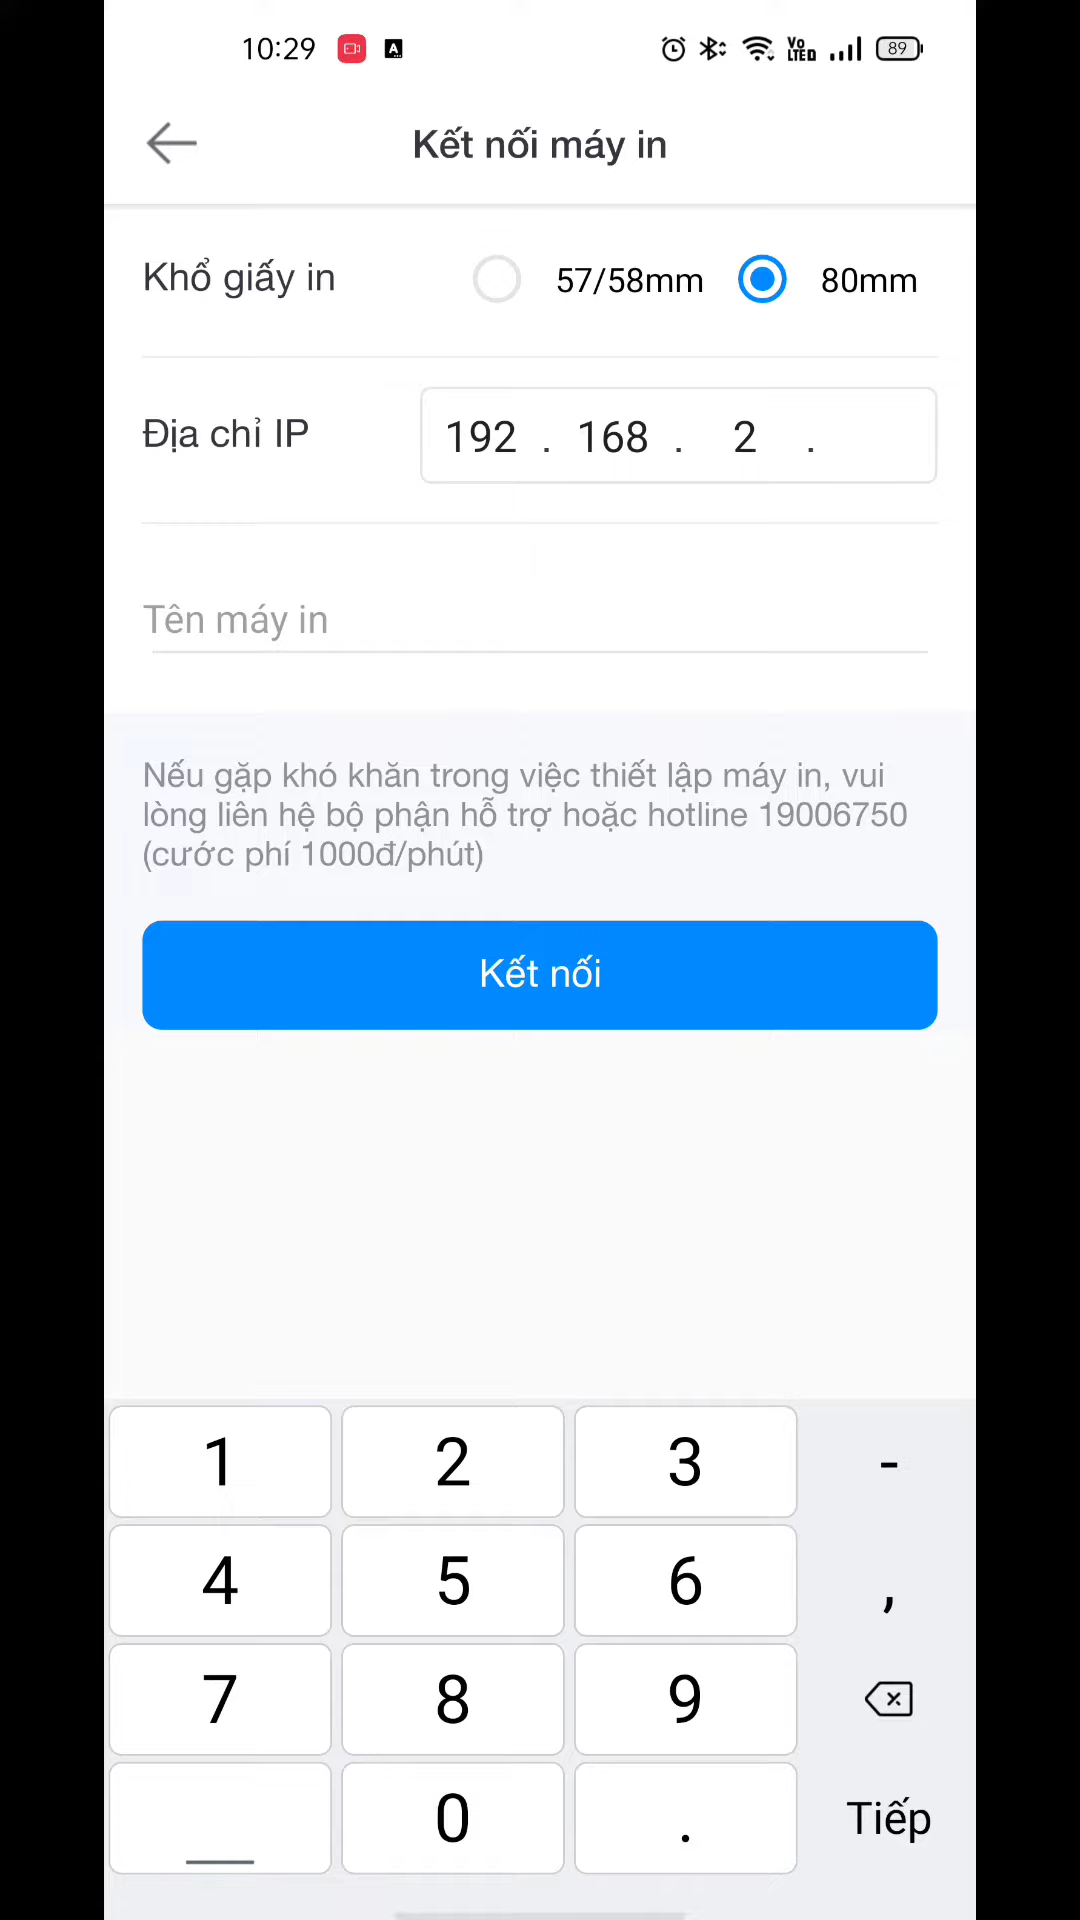 10:29
A
Vo
LTED
89
Kết nối máy in
Khổ giấy in
57/58mm
80mm
Địa chỉ IP
192 . 168 . 2 .
Tên máy in
Nếu gặp khó khăn trong việc thiết lập máy in, vui
lòng liên hệ bộ phận hỗ trợ hoặc hotline 19006750
(cước phí 1000đ/phút)
Kết nối
1 2 3 -
4 5 6 ,
7 8 9
0 . Tiếp